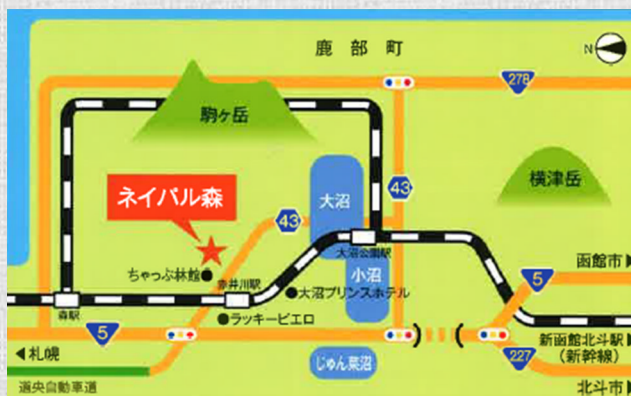 鹿部町
N
278
駒ヶ岳
ネイパル森
43
大沼
43
横津岳
大沼公園駅
ちゃっぷ林館
赤井川駅
小沼
大沼プリンスホテル
函館市
5
森駅
ラッキーピエロ
5
新函館北斗駅
(新幹線)
札幌
じゅん菜沼
227
道央自動車道
北斗市